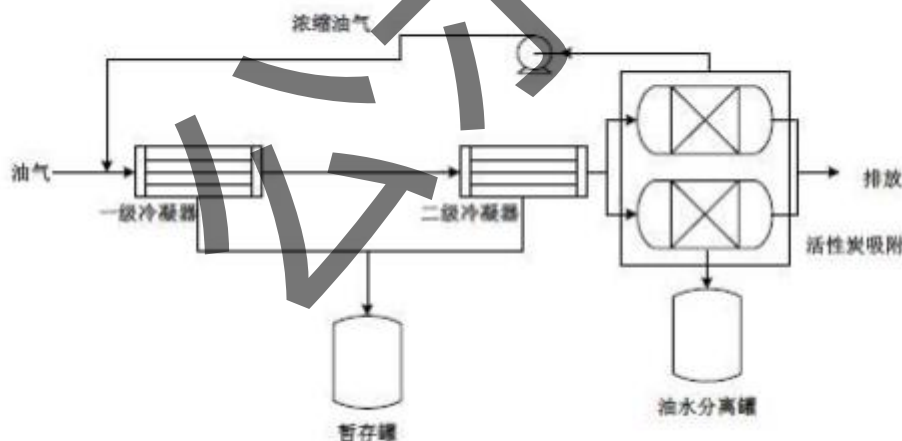 浓缩油气
油气
一级冷凝器
二级冷凝器
排放
活性炭吸附
油水分离罐
暂存罐